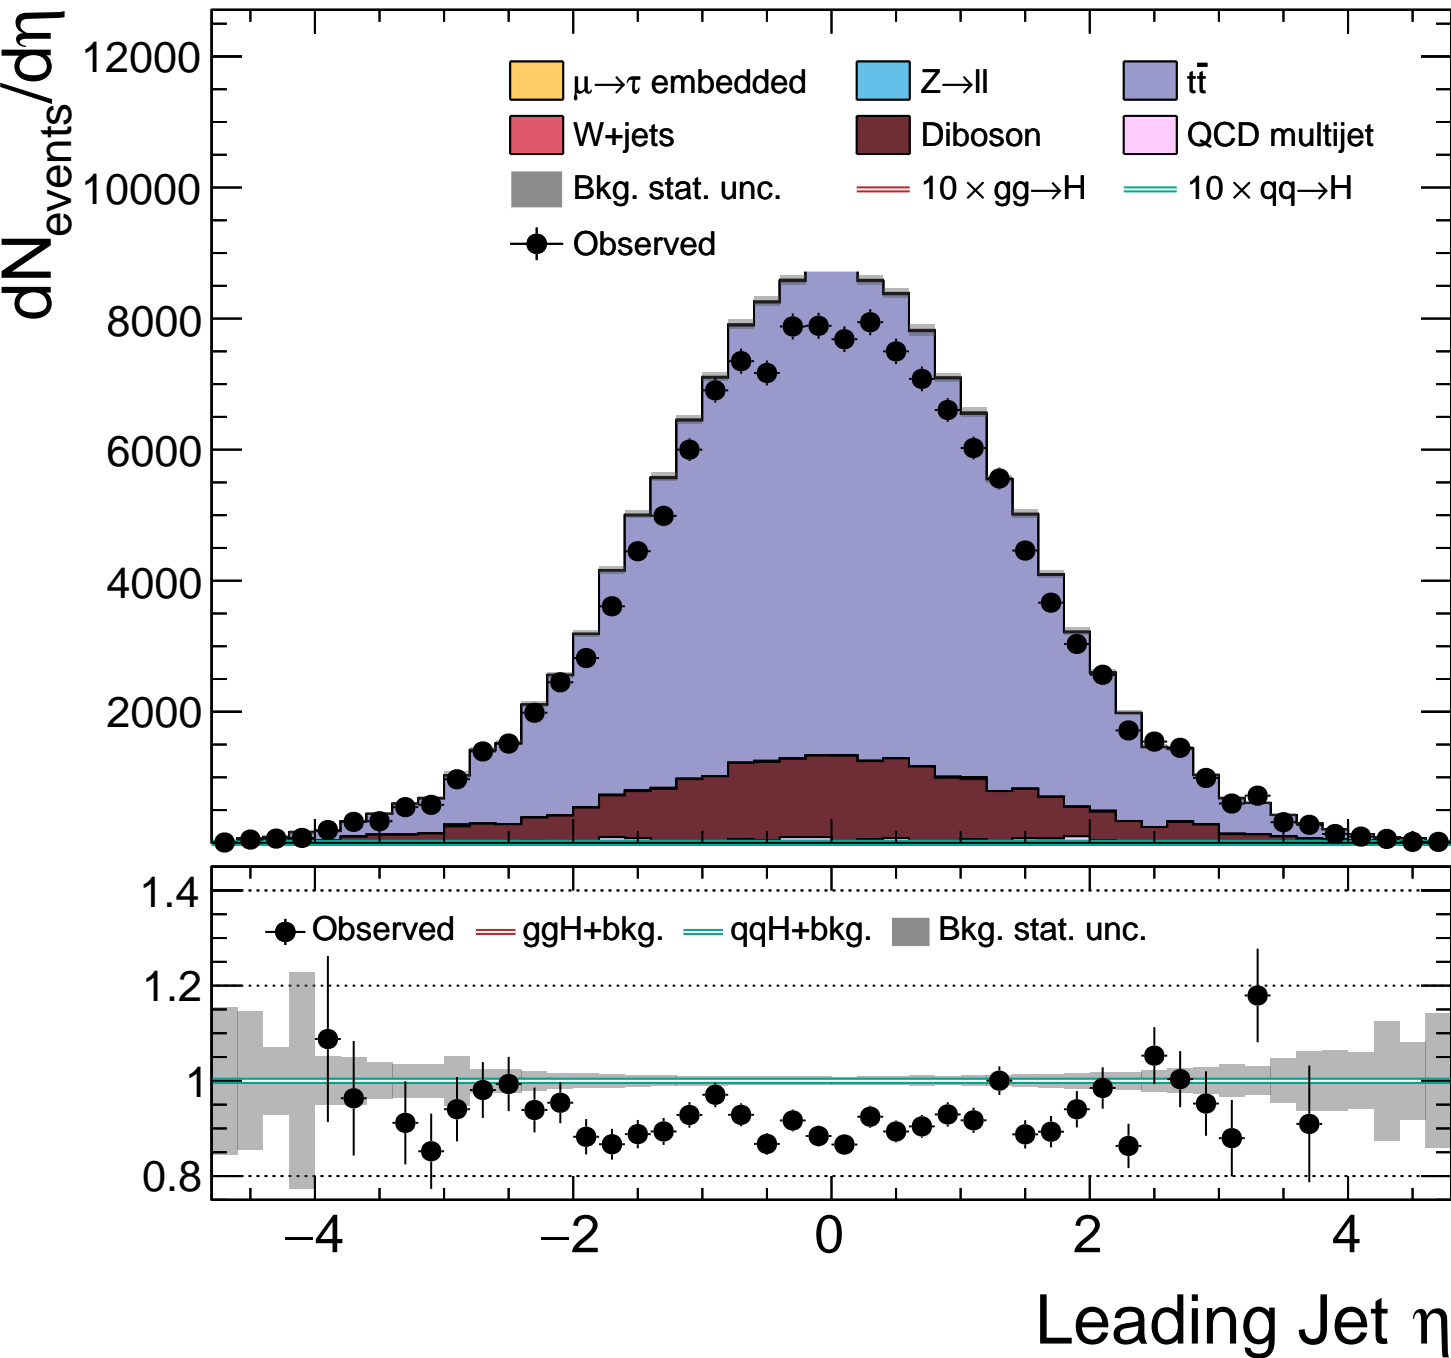 dN_events/dη
12000
10000
8000
6000
4000
2000
μ→τ embedded Z→ll tt̄
W+jets Diboson QCD multijet
Bkg. stat. unc. 10 × gg→H 10 × qq→H
Observed
1.4
1.2
1
0.8
Observed ggH+bkg. qqH+bkg. Bkg. stat. unc.
−4 −2 0 2 4
Leading Jet η